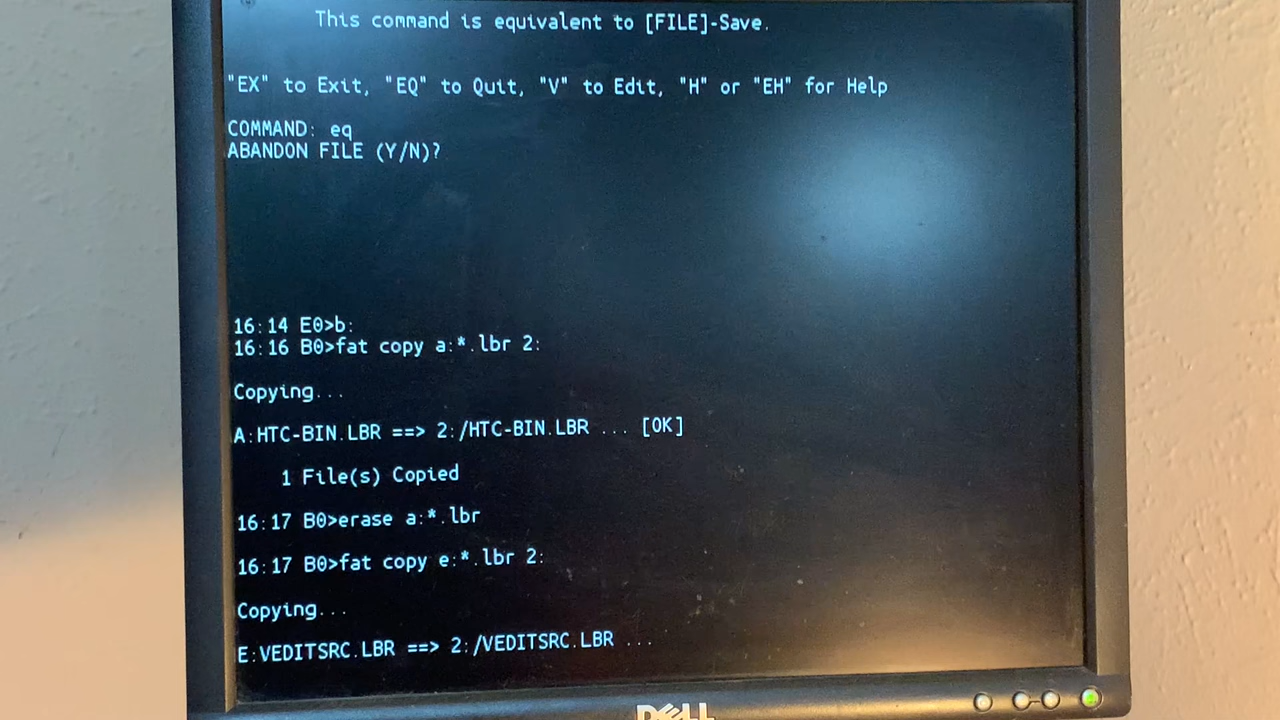 This command is equivalent to [FILE]-Save.
"EX" to Exit, "EQ" to Quit, "V" to Edit, "H" or "EH" for Help
COMMAND: eq
ABANDON FILE (Y/N)?
16:14 E0>b:
16:16 B0>fat copy a:*.lbr 2:
Copying...
A:HTC-BIN.LBR ==> 2:/HTC-BIN.LBR ... [OK]
1 File(s) Copied
16:17 B0>erase a:*.lbr
16:17 B0>fat copy e:*.lbr 2:
Copying...
E:VEDITSRC.LBR ==> 2:/VEDITSRC.LBR ...
DELL